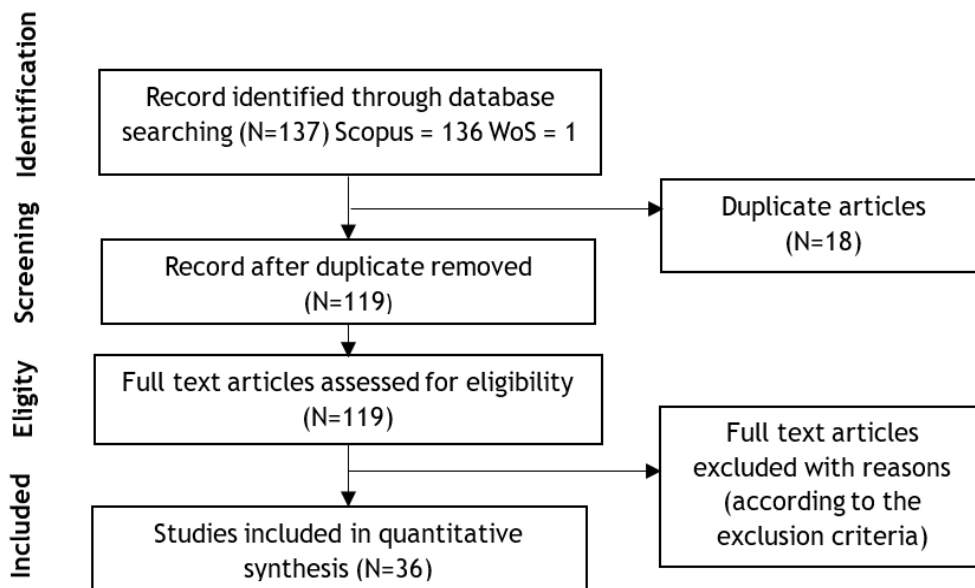 Identification
Record identified through database
searching (N=137) Scopus = 136 WoS = 1
Screening
Duplicate articles
(N=18)
Record after duplicate removed
(N=119)
Eligity
Full text articles assessed for eligibility
(N=119)
Full text articles
excluded with reasons
(according to the
exclusion criteria)
Included
Studies included in quantitative
synthesis (N=36)